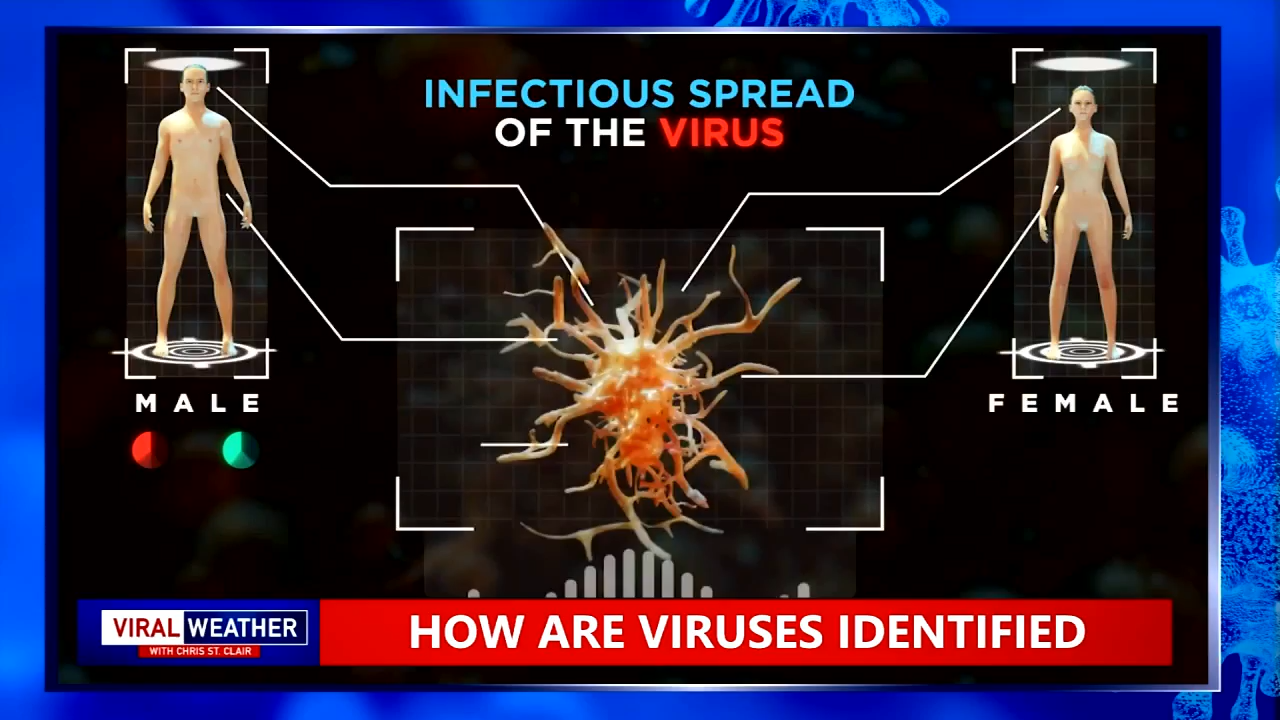 INFECTIOUS SPREAD
OF THE VIRUS
MALE
FEMALE
VIRAL WEATHER
WITH CHRIS ST. CLAIR
HOW ARE VIRUSES IDENTIFIED